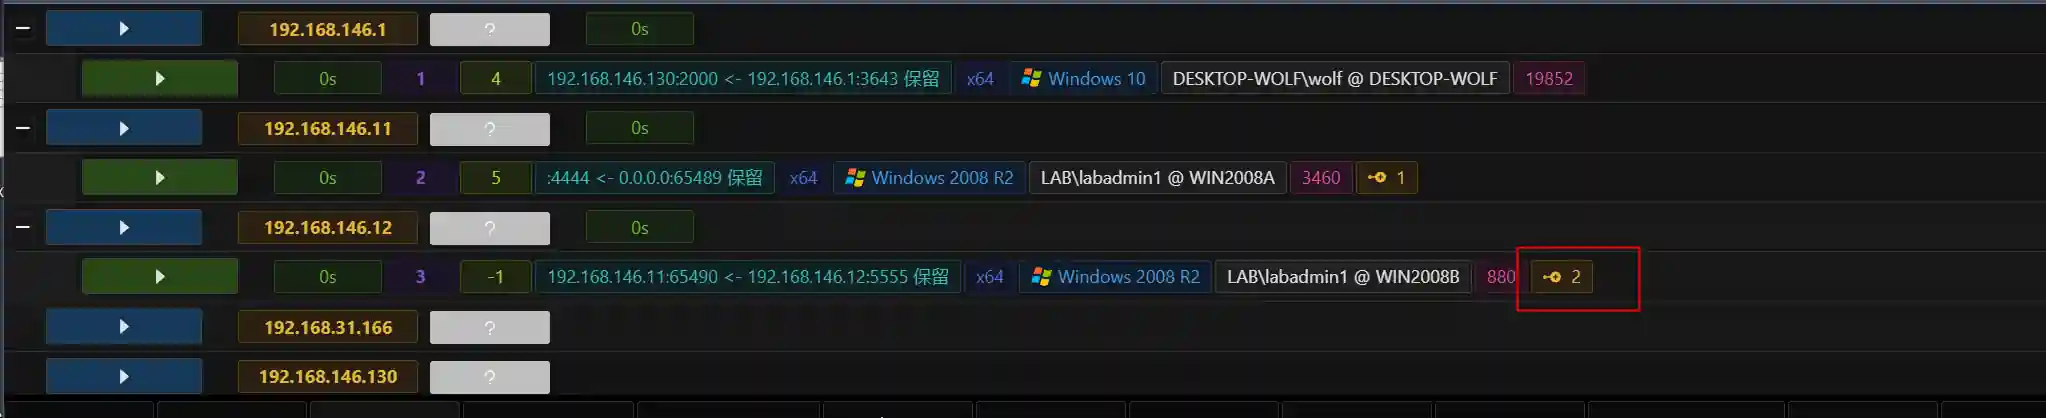 192.168.146.1 ? 0s
0s 1 4 192.168.146.130:2000 <- 192.168.146.1:3643 保留 x64 Windows 10 DESKTOP-WOLF\wolf @ DESKTOP-WOLF 19852
192.168.146.11 ? 0s
0s 2 5 :4444 <- 0.0.0.0:65489 保留 x64 Windows 2008 R2 LAB\labadmin1 @ WIN2008A 3460 1
192.168.146.12 ? 0s
0s 3 -1 192.168.146.11:65490 <- 192.168.146.12:5555 保留 x64 Windows 2008 R2 LAB\labadmin1 @ WIN2008B 880 2
192.168.31.166 ?
192.168.146.130 ?